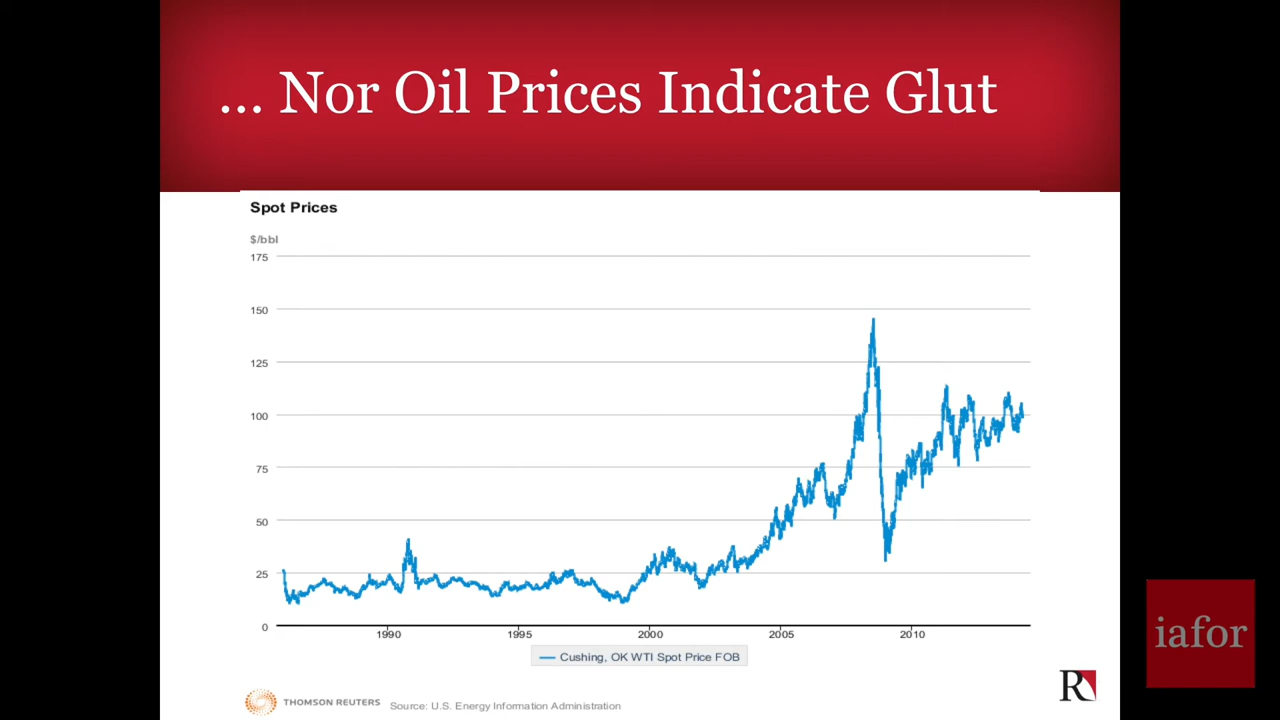 ... Nor Oil Prices Indicate Glut
Spot Prices
$/bbl
175
150
125
100
75
50
25
0
1990 1995 2000 2005 2010
Cushing, OK WTI Spot Price FOB
THOMSON REUTERS Source: U.S. Energy Information Administration
R
iafor